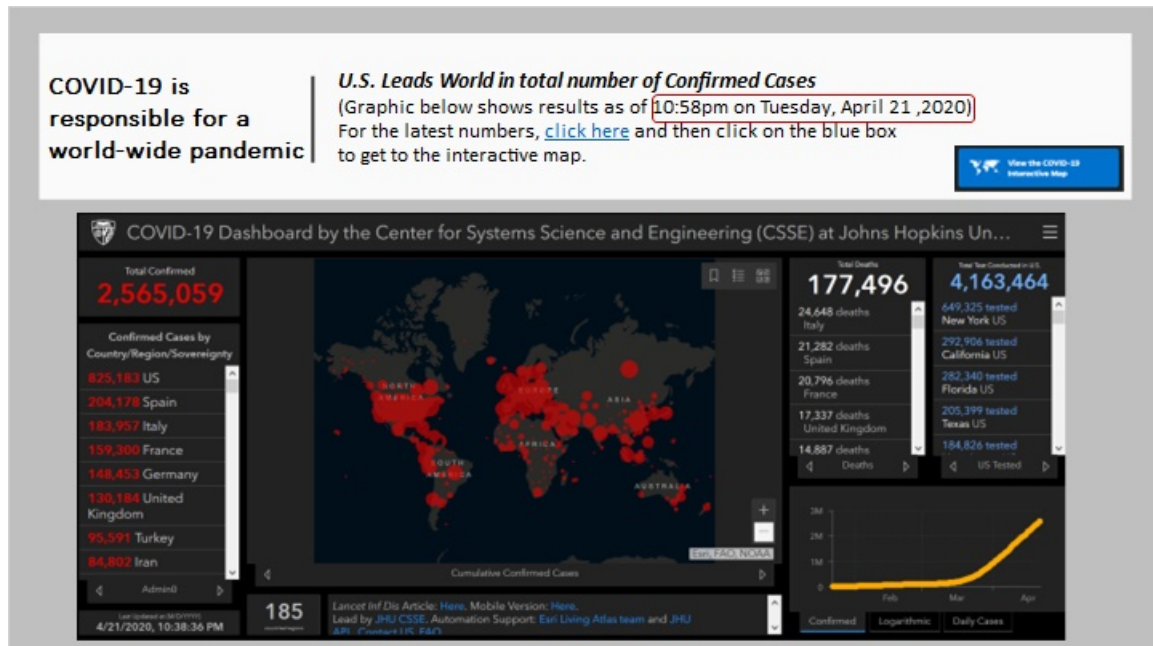 COVID-19 is
responsible for a
world-wide pandemic
U.S. Leads World in total number of Confirmed Cases
(Graphic below shows results as of 10:58pm on Tuesday, April 21 ,2020)
For the latest numbers, click here and then click on the blue box
to get to the interactive map.
View the COVID-19
Interactive Map
COVID-19 Dashboard by the Center for Systems Science and Engineering (CSSE) at Johns Hopkins Un...
Total Confirmed
2,565,059
Confirmed Cases by
Country/Region/Sovereignty
825,183 US
204,178 Spain
183,957 Italy
159,300 France
148,453 Germany
130,184 United
Kingdom
95,591 Turkey
84,802 Iran
Admin0
Last Updated at (M/D/YYYY)
4/21/2020, 10:38:36 PM
NORTH
AMERICA
EUROPE
ASIA
AFRICA
SOUTH
AMERICA
AUSTRALIA
+
Esri, FAO, NOAA
Cumulative Confirmed Cases
185
Lancet Inf Dis Article: Here. Mobile Version: Here.
Lead by JHU CSSE. Automation Support: Esri Living Atlas team and JHU
API. Contact US. FAQ.
Total Deaths
177,496
24,648 deaths
Italy
21,282 deaths
Spain
20,796 deaths
France
17,337 deaths
United Kingdom
14,887 deaths
Deaths
Total Test Conducted in U.S.
4,163,464
649,325 tested
New York US
292,906 tested
California US
282,340 tested
Florida US
205,399 tested
Texas US
184,826 tested
US Tested
3M
2M
1M
0
Feb
Mar
Apr
Confirmed
Logarithmic
Daily Cases